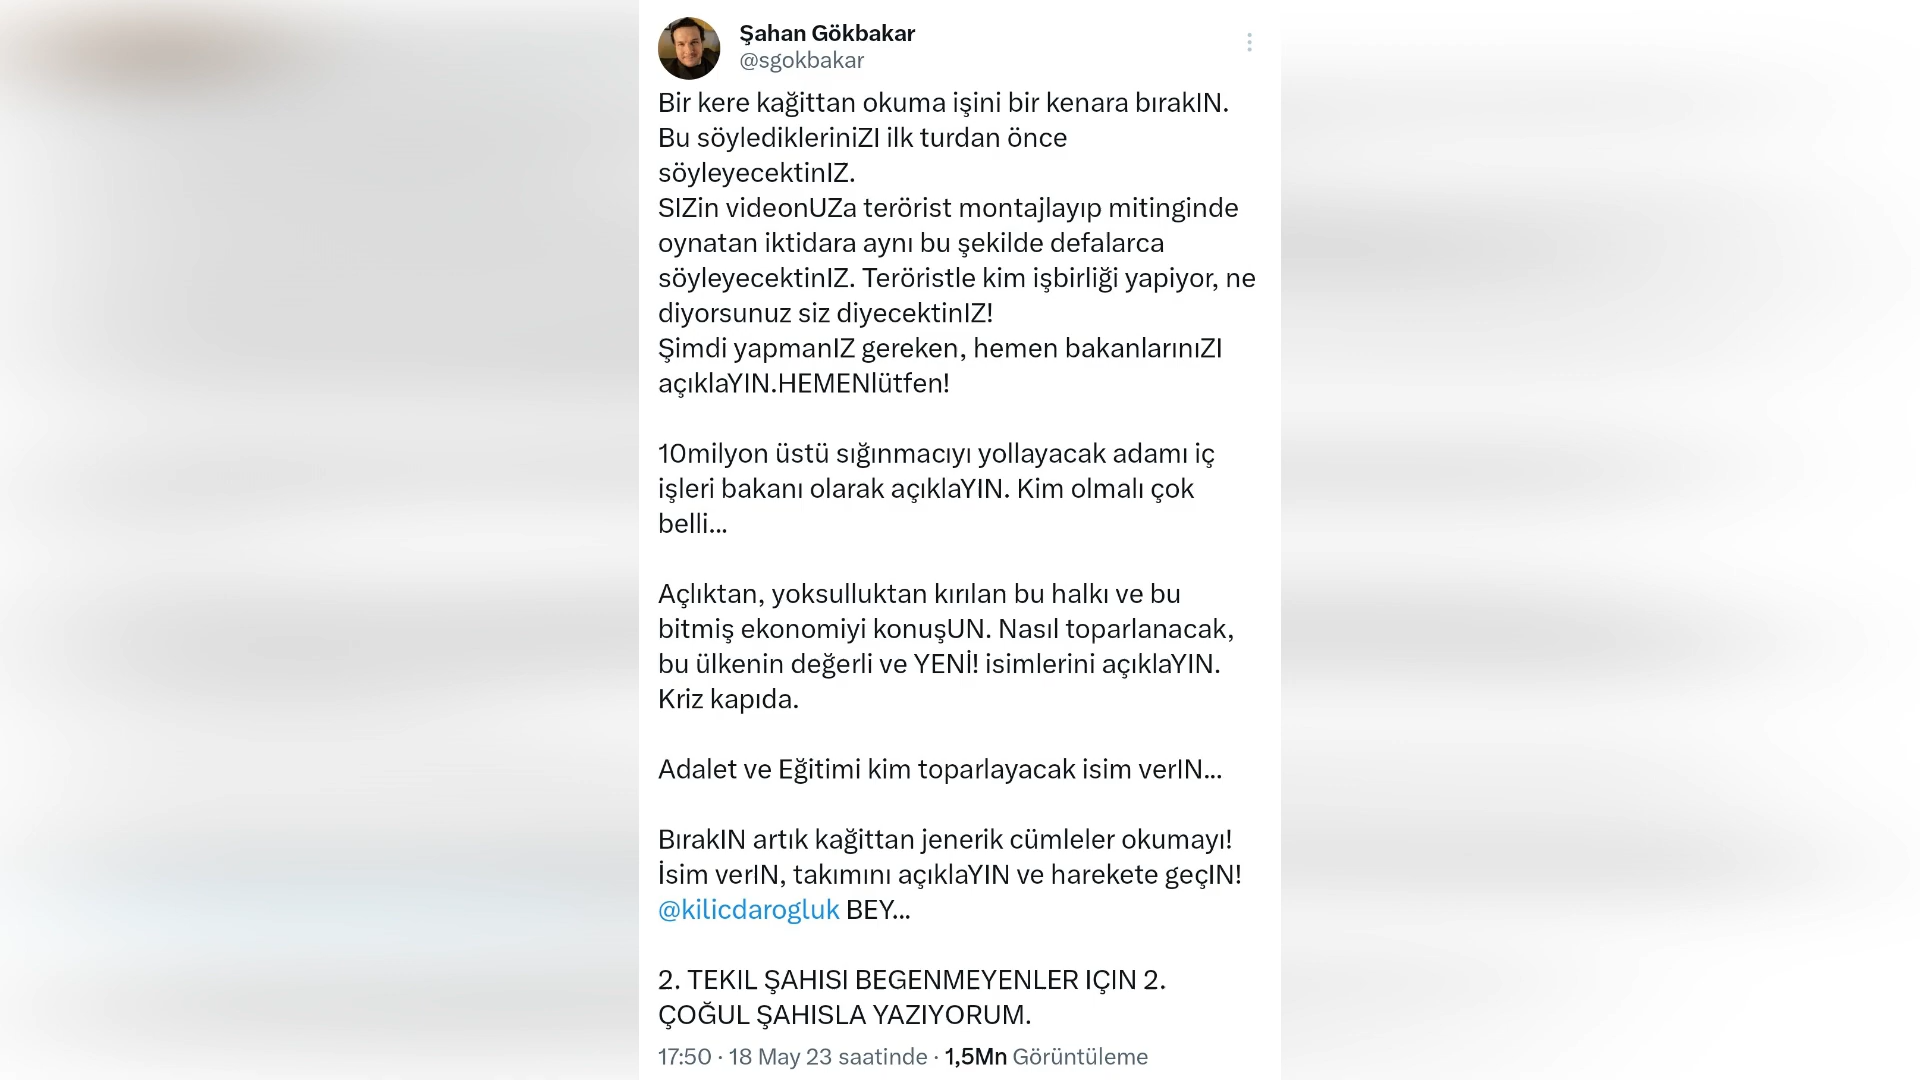 Şahan Gökbakar
@sgokbakar
Bir kere kağittan okuma işini bir kenara bırakIN.
Bu söylediklerinizZI ilk turdan önce
söyleyecektinIZ.
SIZin videonUZa terörist montajlayıp mitinginde
oynatan iktidara aynı bu şekilde defalarca
söyleyecektinIZ. Teröristle kim işbirliği yapiyor, ne
diyorsunuz siz diyecektinIZ!
Şimdi yapmanIZ gereken, hemen bakanlarınıZI
açıklaYIN.HEMENlütfen!
10milyon üstü sığınmacıyı yollayacak adamı iç
işleri bakanı olarak açıklaYIN. Kim olmalı çok
belli...
Açlıktan, yoksulluktan kırılan bu halkı ve bu
bitmiş ekonomiyi konuşUN. Nasıl toparlanacak,
bu ülkenin değerli ve YENİ! isimlerini açıklaYIN.
Kriz kapıda.
Adalet ve Eğitimi kim toparlayacak isim verIN...
BırakIN artık kağittan jenerik cümleler okumayı!
İsim verIN, takımını açıklaYIN ve harekete geçIN!
@kilicdarogluk BEY...
2. TEKIL ŞAHISI BEGENMEYENLER IÇIN 2.
ÇOĞUL ŞAHISLA YAZIYORUM.
17:50 · 18 May 23 saatinde · 1,5Mn Görüntüleme